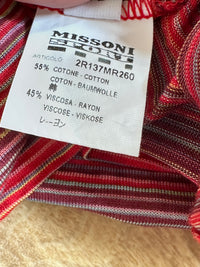 MISSONI
SPORT
ARTICOLO 2R137MR260
55% COTONE - COTTON
COTON - BAUMWOLLE
綿
45% VISCOSA - RAYON
VISCOSE - VISKOSE
レーヨン